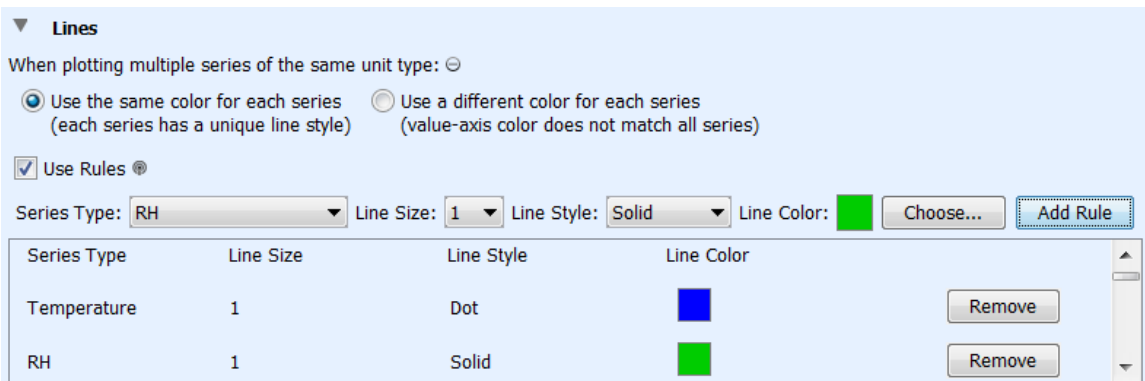 Lines
When plotting multiple series of the same unit type:
Use the same color for each series Use a different color for each series
(each series has a unique line style) (value-axis color does not match all series)
Use Rules
Series Type: RH Line Size: 1 Line Style: Solid Line Color: Choose... Add Rule
Series Type Line Size Line Style Line Color
Temperature 1 Dot Remove
RH 1 Solid Remove